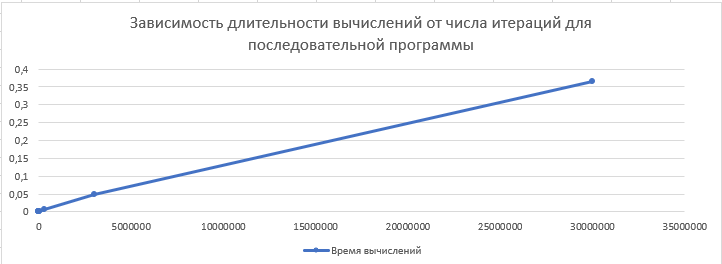 Зависимость длительности вычислений от числа итераций для
последовательной программы
0,4
0,35
0,3
0,25
0,2
0,15
0,1
0,05
0
0 5000000 10000000 15000000 20000000 25000000 30000000 35000000
Время вычислений